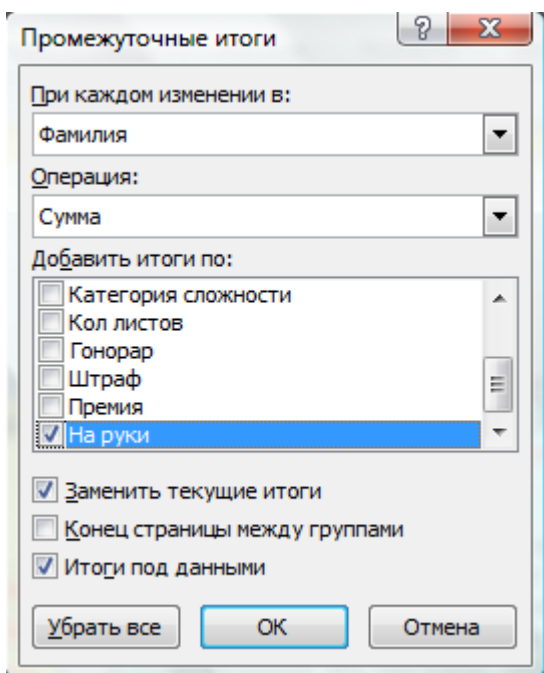 Промежуточные итоги
При каждом изменении в:
Фамилия
Операция:
Сумма
Добавить итоги по:
Категория сложности
Кол листов
Гонорар
Штраф
Премия
На руки
Заменить текущие итоги
Конец страницы между группами
Итоги под данными
Убрать все ОК Отмена